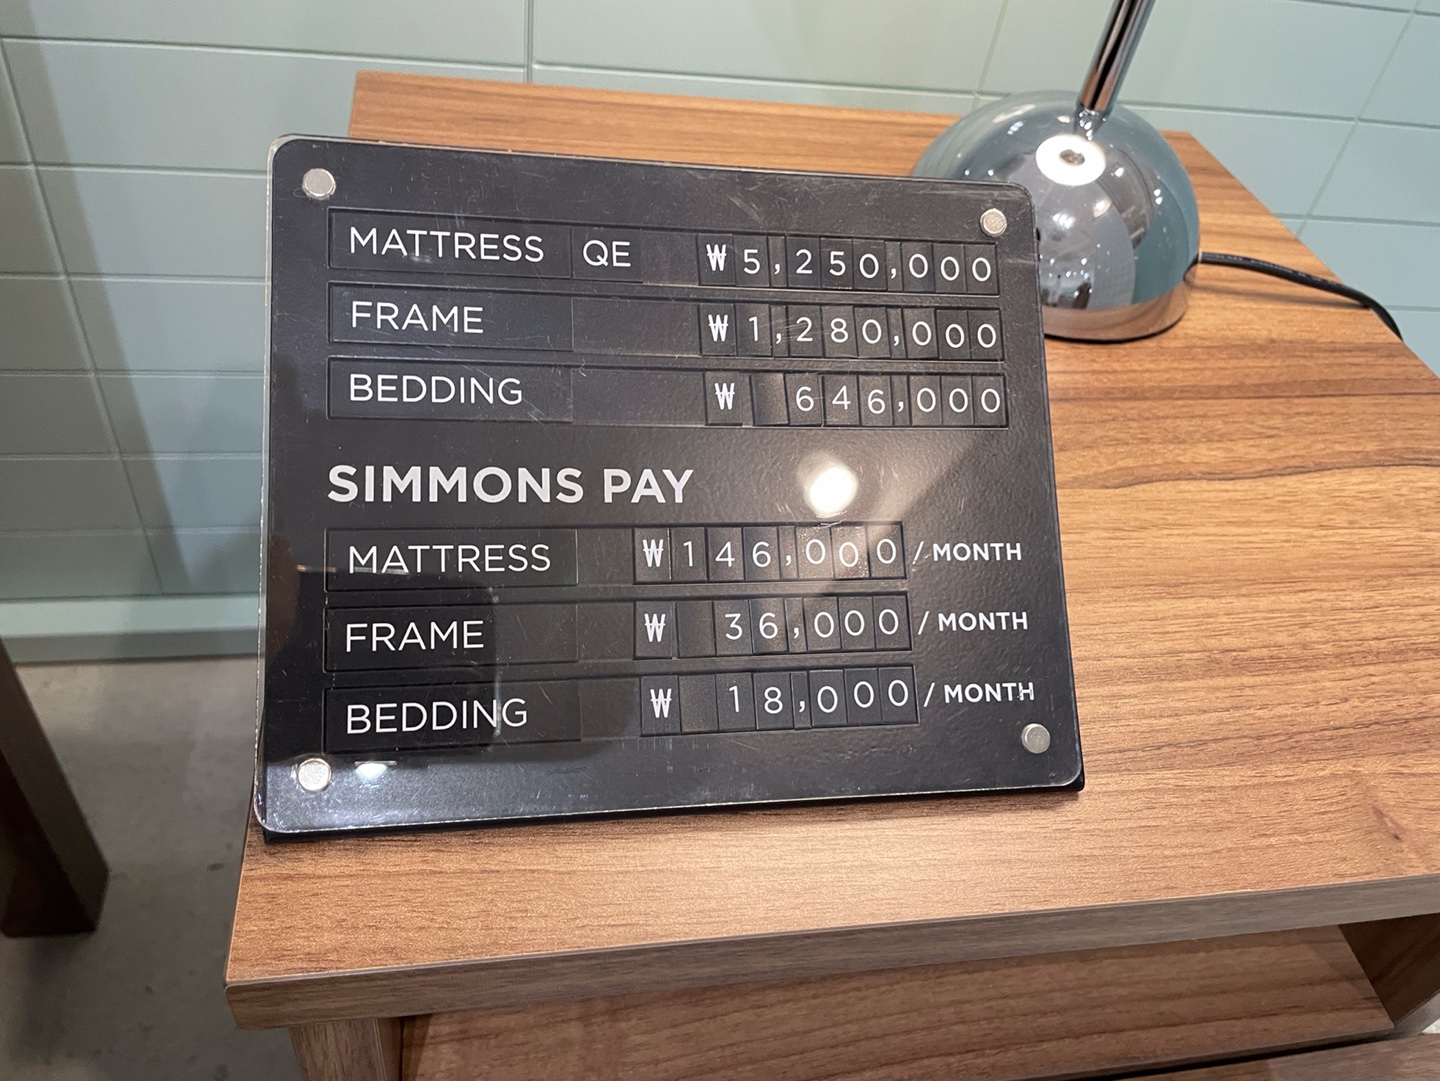 MATTRESS QE ₩5,250,000
FRAME ₩1,280,000
BEDDING ₩ 646,000
SIMMONS PAY
MATTRESS ₩146,000 / MONTH
FRAME ₩ 36,000 / MONTH
BEDDING ₩ 18,000 / MONTH